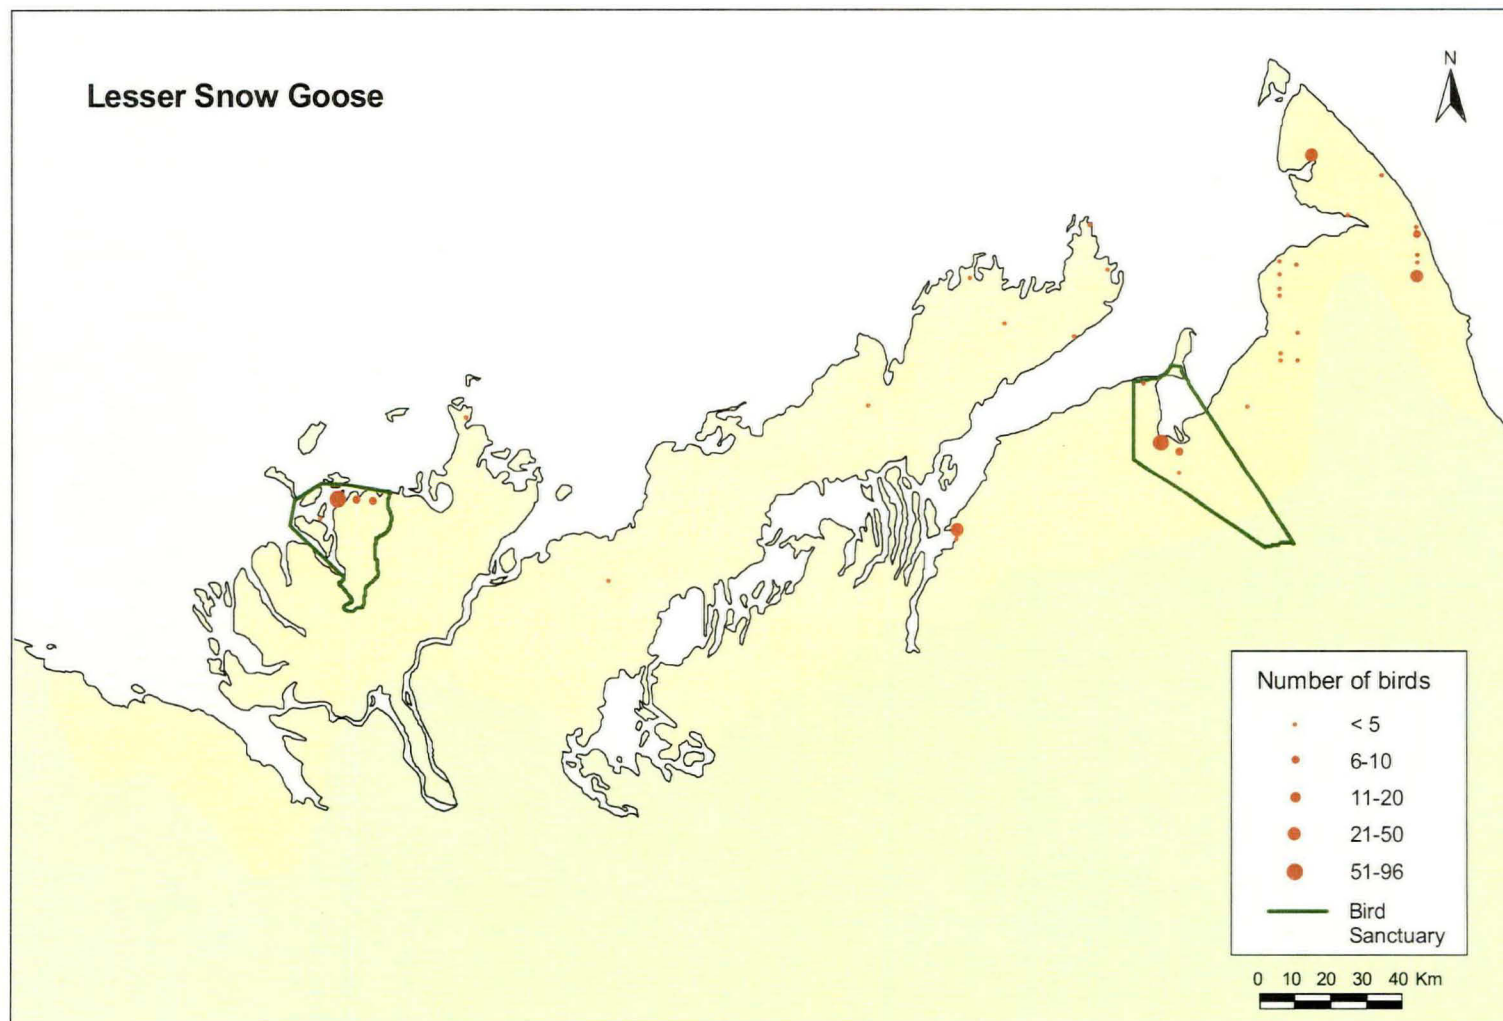 Lesser Snow Goose
N
Number of birds
< 5
6-10
11-20
21-50
51-96
Bird
Sanctuary
0 10 20 30 40 Km